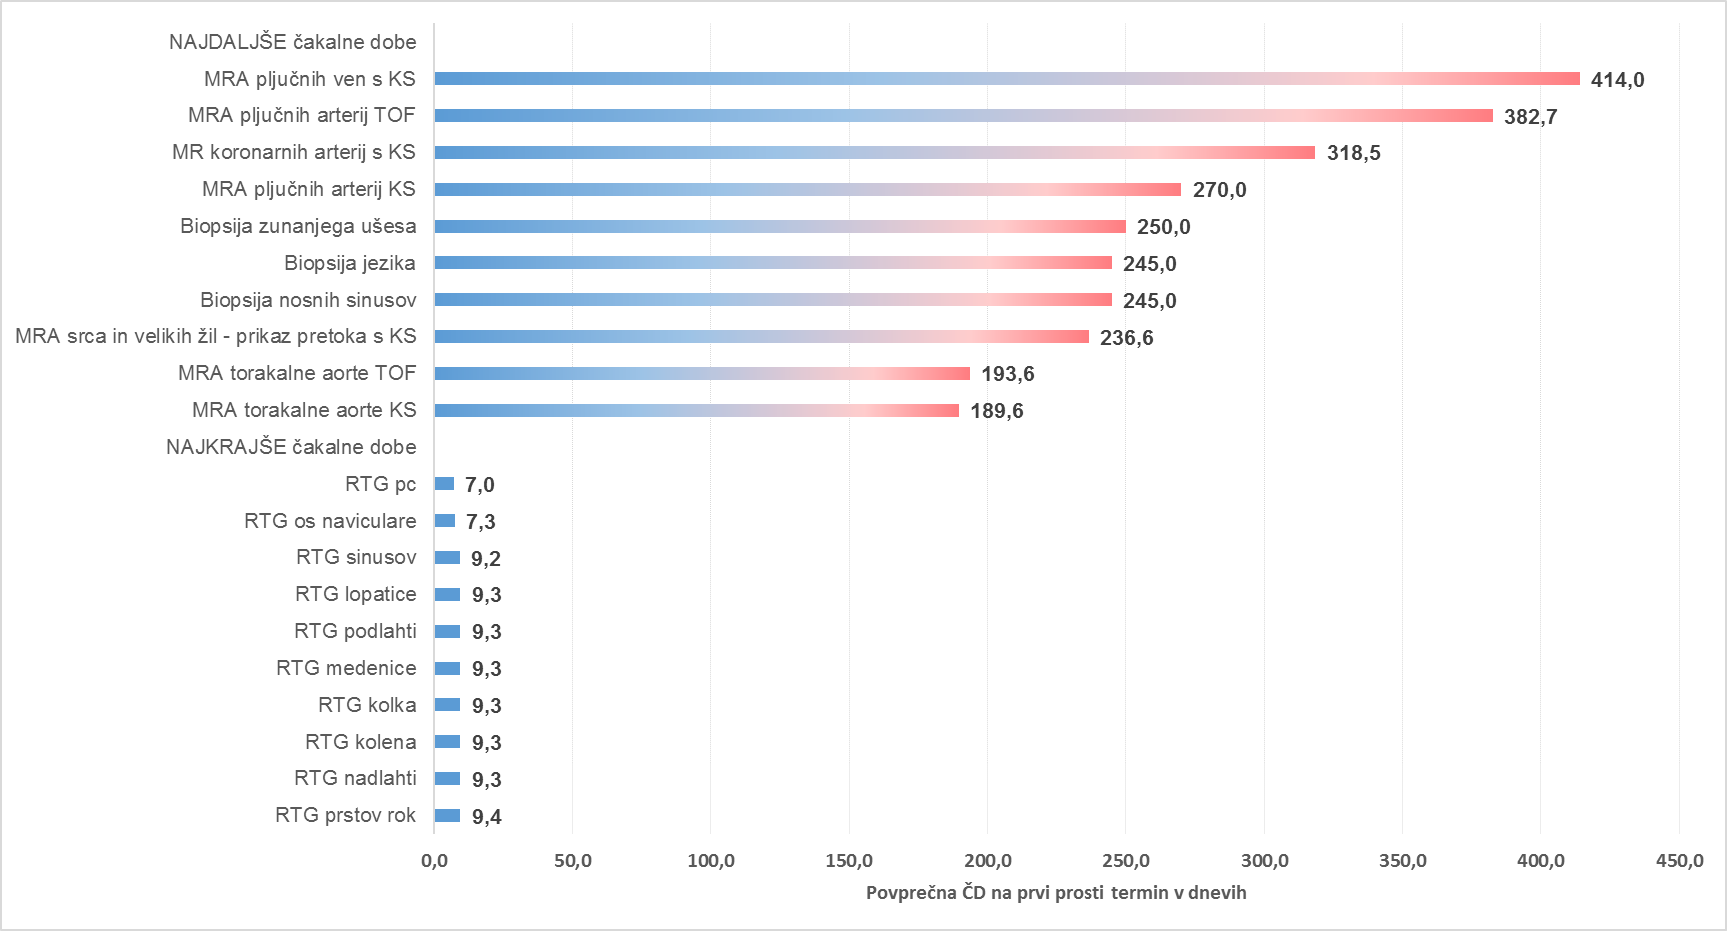 NAJDALJŠE čakalne dobe
MRA pljučnih ven s KS 414,0
MRA pljučnih arterij TOF 382,7
MR koronarnih arterij s KS 318,5
MRA pljučnih arterij KS 270,0
Biopsija zunanjega ušesa 250,0
Biopsija jezika 245,0
Biopsija nosnih sinusov 245,0
MRA srca in velikih žil - prikaz pretoka s KS 236,6
MRA torakalne aorte TOF 193,6
MRA torakalne aorte KS 189,6
NAJKRAJŠE čakalne dobe
RTG pc 7,0
RTG os naviculare 7,3
RTG sinusov 9,2
RTG lopatice 9,3
RTG podlahti 9,3
RTG medenice 9,3
RTG kolka 9,3
RTG kolena 9,3
RTG nadlahti 9,3
RTG prstov rok 9,4
0,0 50,0 100,0 150,0 200,0 250,0 300,0 350,0 400,0 450,0
Povprečna ČD na prvi prosti termin v dnevih